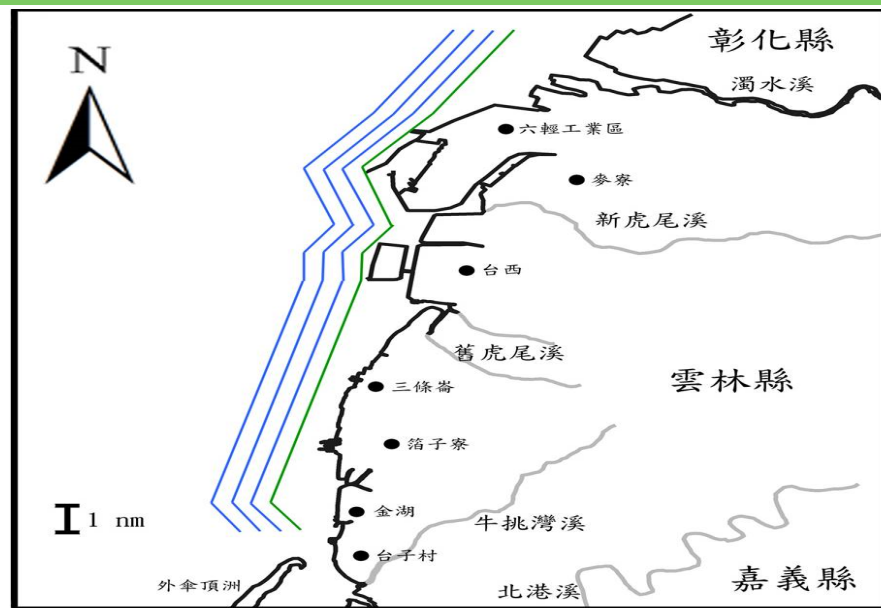 彰化縣
N
濁水溪
六輕工業區
麥寮
新虎尾溪
台西
舊虎尾溪
雲林縣
三條崙
箔子寮
1 nm
金湖
牛挑灣溪
台子村
外傘頂洲
北港溪
嘉義縣